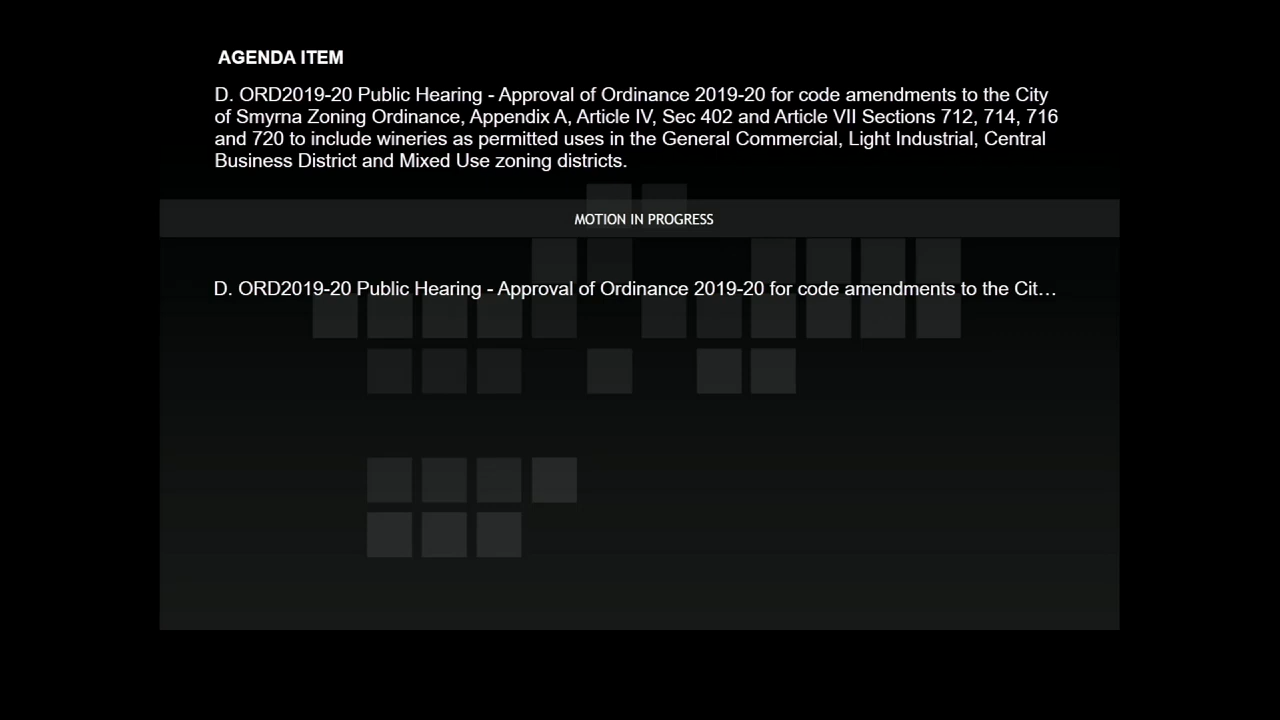 AGENDA ITEM
D. ORD2019-20 Public Hearing - Approval of Ordinance 2019-20 for code amendments to the City
of Smyrna Zoning Ordinance, Appendix A, Article IV, Sec 402 and Article VII Sections 712, 714, 716
and 720 to include wineries as permitted uses in the General Commercial, Light Industrial, Central
Business District and Mixed Use zoning districts.
MOTION IN PROGRESS
D. ORD2019-20 Public Hearing - Approval of Ordinance 2019-20 for code amendments to the Cit…